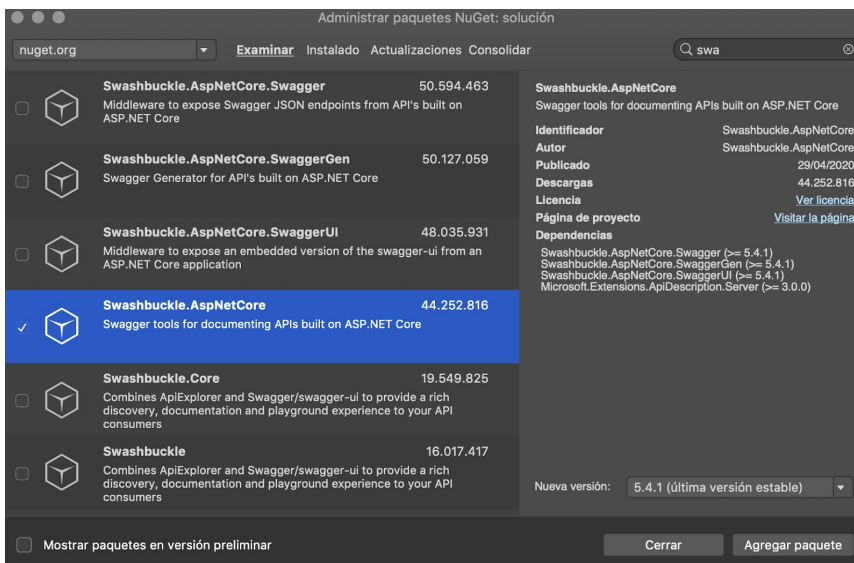 Administrar paquetes NuGet: solución
nuget.org
Examinar Instalado Actualizaciones Consolidar
swa
Swashbuckle.AspNetCore.Swagger 50.594.463
Middleware to expose Swagger JSON endpoints from API's built on
ASP.NET Core
Swashbuckle.AspNetCore.SwaggerGen 50.127.059
Swagger Generator for API's built on ASP.NET Core
Swashbuckle.AspNetCore.SwaggerUI 48.035.931
Middleware to expose an embedded version of the swagger-ui from an
ASP.NET Core application
Swashbuckle.AspNetCore 44.252.816
Swagger tools for documenting APIs built on ASP.NET Core
Swashbuckle.Core 19.549.825
Combines ApiExplorer and Swagger/swagger-ui to provide a rich
discovery, documentation and playground experience to your API
consumers
Swashbuckle 16.017.417
Combines ApiExplorer and Swagger/swagger-ui to provide a rich
discovery, documentation and playground experience to your API
consumers
Swashbuckle.AspNetCore
Swagger tools for documenting APIs built on ASP.NET Core
Identificador Swashbuckle.AspNetCore
Autor Swashbuckle.AspNetCore
Publicado 29/04/2020
Descargas 44.252.816
Licencia Ver licencia
Página de proyecto Visitar la página
Dependencias
Swashbuckle.AspNetCore.Swagger (>= 5.4.1)
Swashbuckle.AspNetCore.SwaggerGen (>= 5.4.1)
Swashbuckle.AspNetCore.SwaggerUI (>= 5.4.1)
Microsoft.Extensions.ApiDescription.Server (>= 3.0.0)
Nueva versión: 5.4.1 (última versión estable)
Mostrar paquetes en versión preliminar
Cerrar
Agregar paquete